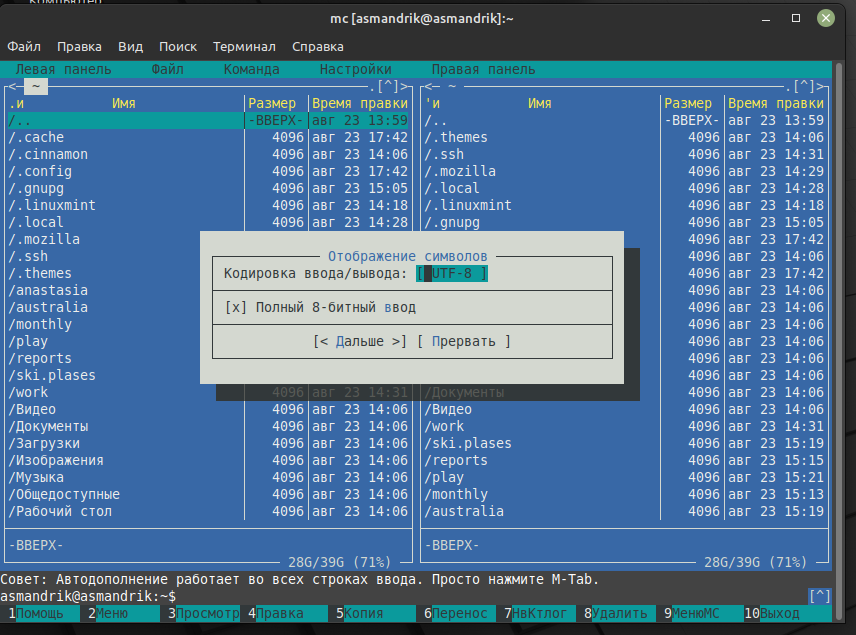 mc [asmandrik@asmandrik]:~
Файл Правка Вид Поиск Терминал Справка
Левая панель Файл Команда Настройки Правая панель
<─ ~ .[^]> <─ ~ .[^]>
.и Имя Размер Время правки 'и Имя Размер Время правки
/.. -ВВЕРХ- авг 23 13:59 /.. -ВВЕРХ- авг 23 13:59
/.cache 4096 авг 23 17:42 /.themes 4096 авг 23 14:06
/.cinnamon 4096 авг 23 14:06 /.ssh 4096 авг 23 14:31
/.config 4096 авг 23 17:42 /.mozilla 4096 авг 23 14:29
/.gnupg 4096 авг 23 15:05 /.local 4096 авг 23 14:28
/.linuxmint 4096 авг 23 14:18 /.linuxmint 4096 авг 23 14:18
/.local 4096 авг 23 14:28 /.gnupg 4096 авг 23 15:05
/.mozilla 4096 авг 23 17:42
/.ssh Отображение символов 4096 авг 23 14:06
/.themes Кодировка ввода/вывода: [ UTF-8 ] 4096 авг 23 17:42
/anastasia 4096 авг 23 14:06
/australia [x] Полный 8-битный ввод 4096 авг 23 14:06
/monthly 4096 авг 23 14:06
/play [< Дальше >] [ Прервать ] 4096 авг 23 14:06
/reports 4096 авг 23 14:06
/ski.plases 4096 авг 23 14:06
/work 4096 авг 23 14:31 /Документы 4096 авг 23 14:06
/Видео 4096 авг 23 14:06 /Видео 4096 авг 23 14:06
/Документы 4096 авг 23 14:06 /work 4096 авг 23 14:31
/Загрузки 4096 авг 23 14:06 /ski.plases 4096 авг 23 15:19
/Изображения 4096 авг 23 14:06 /reports 4096 авг 23 15:15
/Музыка 4096 авг 23 14:06 /play 4096 авг 23 15:21
/Общедоступные 4096 авг 23 14:06 /monthly 4096 авг 23 15:13
/Рабочий стол 4096 авг 23 14:06 /australia 4096 авг 23 15:19
-ВВЕРХ- -ВВЕРХ-
28G/39G (71%) 28G/39G (71%)
Совет: Автодополнение работает во всех строках ввода. Просто нажмите M-Tab.
asmandrik@asmandrik:~$ [^]
1Помощь 2Меню 3Просмотр 4Правка 5Копия 6Перенос 7НвКтлог 8Удалить 9МенюMC 10Выход